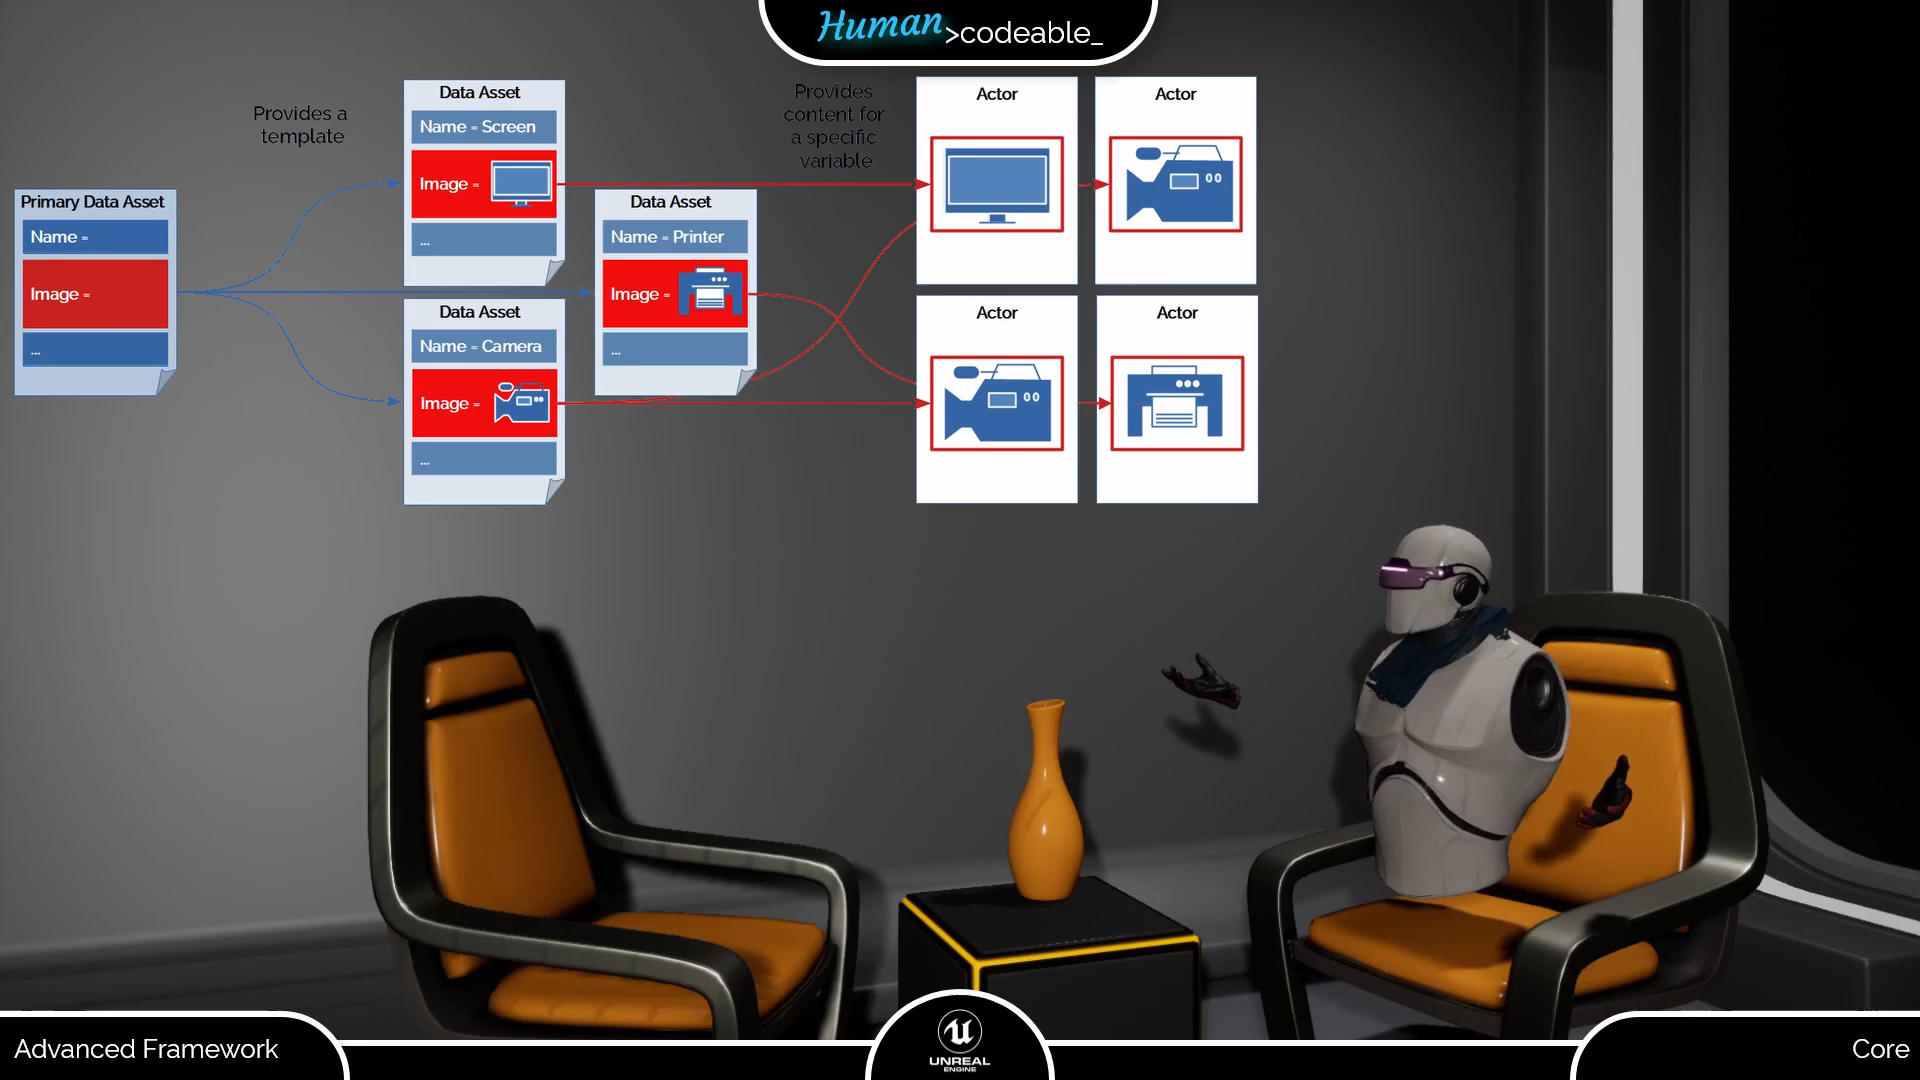 Human >codeable_
Provides a
template
Primary Data Asset
Name =
Image =
...
Data Asset
Name = Screen
Image =
...
Data Asset
Name = Camera
Image =
...
Data Asset
Name = Printer
Image =
...
Provides
content for
a specific
variable
Actor
Actor
Actor
Actor
Advanced Framework
UNREAL
ENGINE
Core